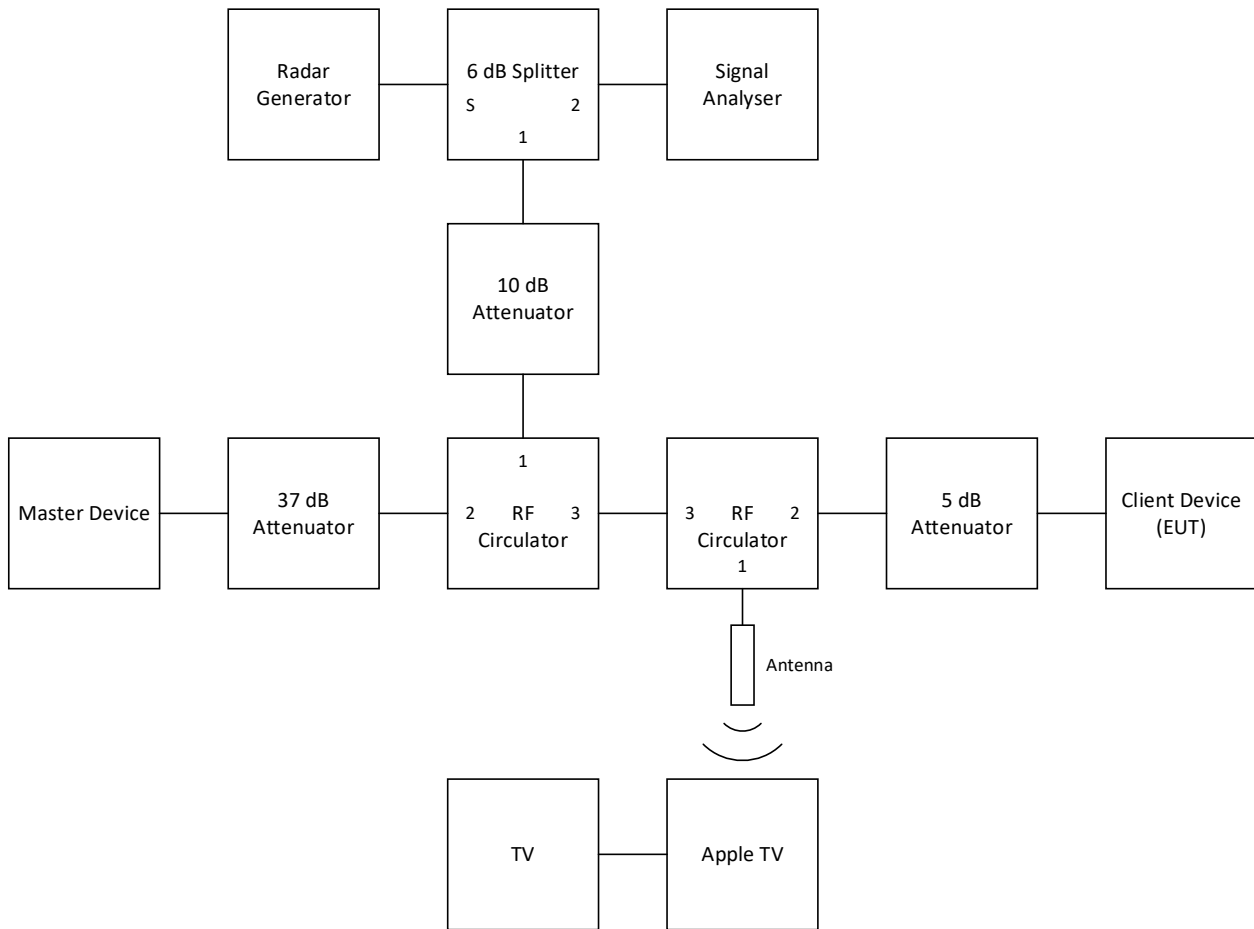 Radar
Generator
6 dB Splitter
S
2
1
Signal
Analyser
10 dB
Attenuator
Master Device
37 dB
Attenuator
1
2 RF 3
Circulator
3 RF 2
Circulator
1
5 dB
Attenuator
Client Device
(EUT)
Antenna
TV
Apple TV